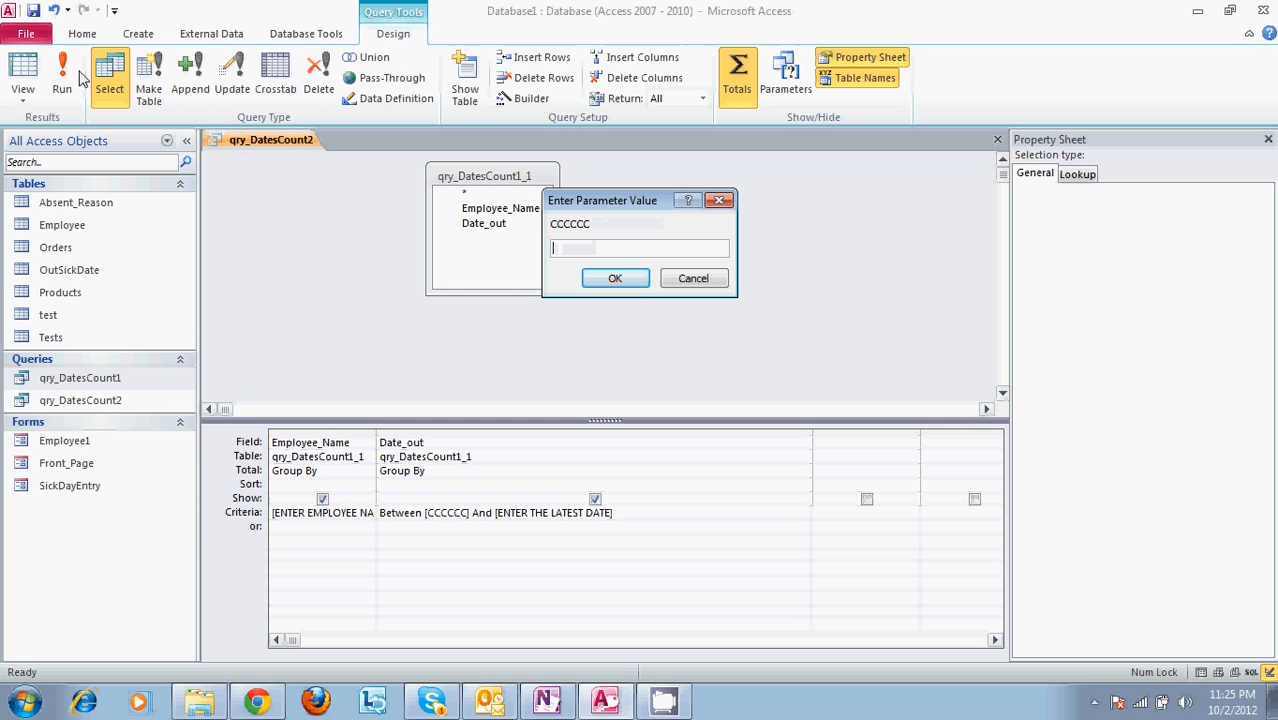 Query Tools
Database1 : Database (Access 2007 - 2010) - Microsoft Access
File Home Create External Data Database Tools Design
View
Run
Select
Make Table
Append
Update
Crosstab
Delete
Union
Pass-Through
Data Definition
Show Table
Insert Rows
Delete Rows
Builder
Insert Columns
Delete Columns
Return: All
Totals
Parameters
Property Sheet
Table Names
Results
Query Type
Query Setup
Show/Hide
All Access Objects
Search...
Tables
Absent_Reason
Employee
Orders
OutSickDate
Products
test
Tests
Queries
qry_DatesCount1
qry_DatesCount2
Forms
Employee1
Front_Page
SickDayEntry
qry_DatesCount2
qry_DatesCount1_1
*
Employee_Name
Date_out
Enter Parameter Value
CCCCCC
OK
Cancel
Field: Employee_Name Date_out
Table: qry_DatesCount1_1 qry_DatesCount1_1
Total: Group By Group By
Sort:
Show:
Criteria: [ENTER EMPLOYEE NA Between [CCCCCC] And [ENTER THE LATEST DATE]
or:
Property Sheet
Selection type:
General Lookup
Ready
Num Lock
SQL
11:25 PM
10/2/2012